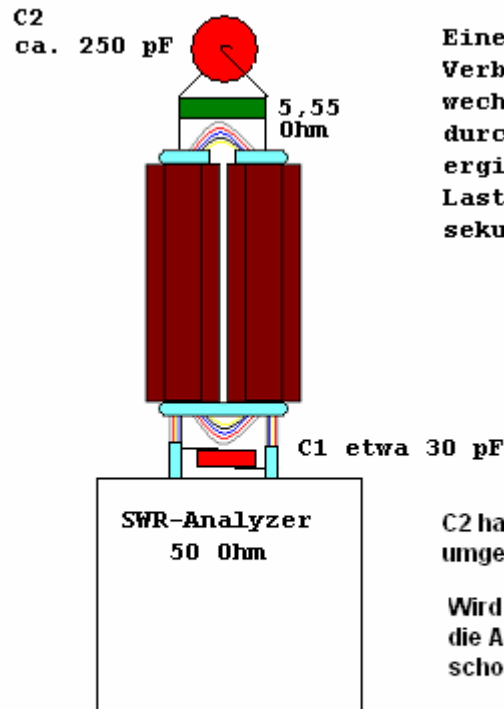 C2
ca. 250 pF
5,55
Ohm
Eine
Verb
wech
durc
ergi
Last
seku
C1 etwa 30 pF
SWR-Analyzer
50 Ohm
C2 ha
umge
Wird
die A
scho